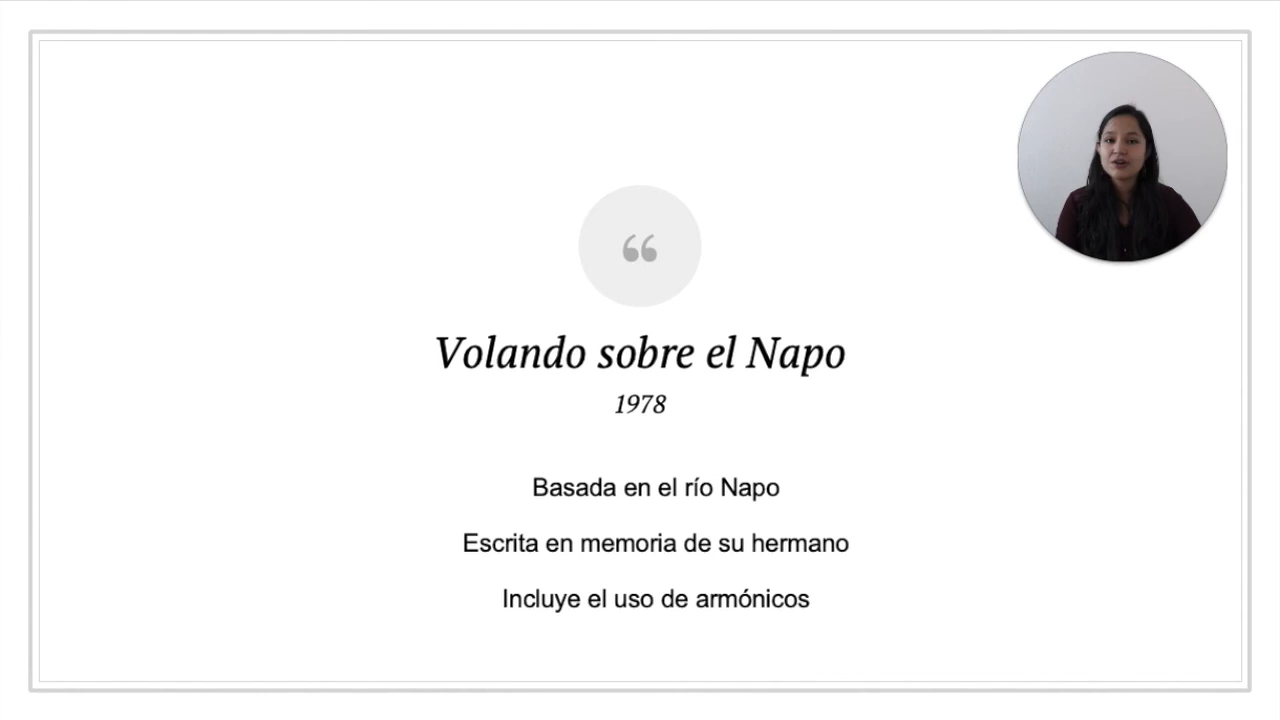 “
Volando sobre el Napo
1978
Basada en el río Napo
Escrita en memoria de su hermano
Incluye el uso de armónicos